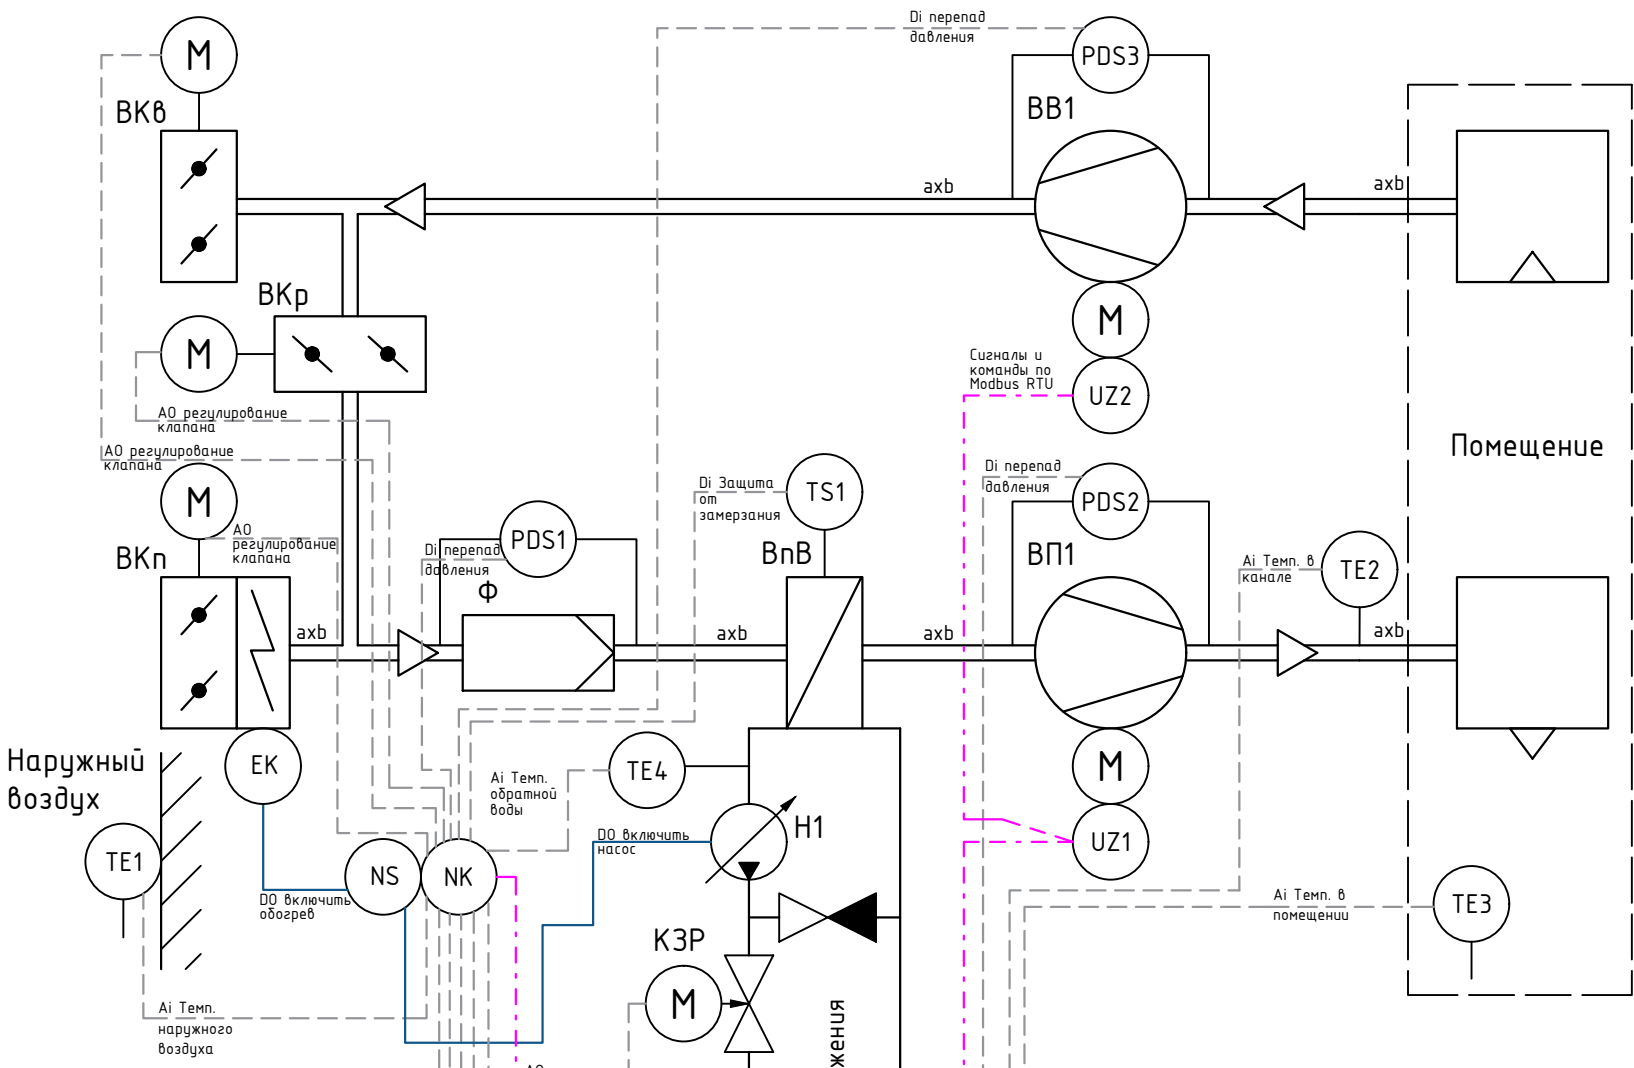 Di перепад
давления
PDS3
М
ВКв
ВВ1
axb
axb
ВКр
М
М
Сигналы и
команды по
Modbus RTU
UZ2
АО регулирование
клапана
АО регулирование
клапана
Помещение
М
Di Защита
от
замерзания
TS1
Di перепад
давления
PDS2
АО
регулирование
клапана
PDS1
Di перепад
давления
ВКп
ВпВ
ВП1
Ai Темп. в
канале
TE2
Ф
axb
axb
axb
axb
Наружный
воздух
EK
Ai Темп.
обратной
воды
TE4
М
DO включить
насос
Н1
UZ1
TE1
NS
NK
DO включить
обогрев
Ai Темп. в
помещении
TE3
КЗР
М
Ai Темп.
наружного
воздуха
жения
АО